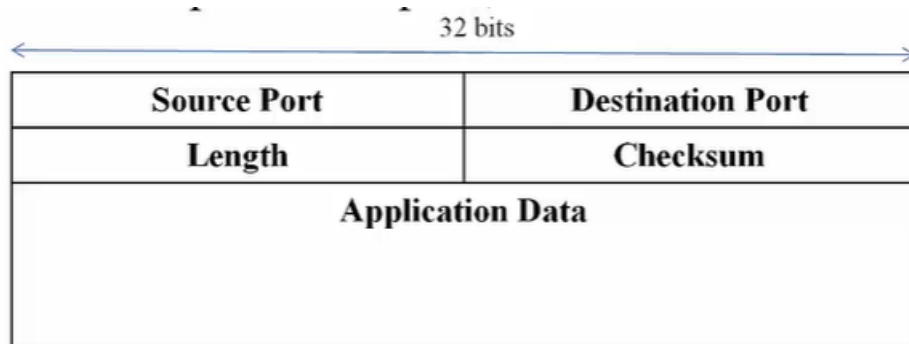 32 bits
Source Port Destination Port
Length Checksum
Application Data